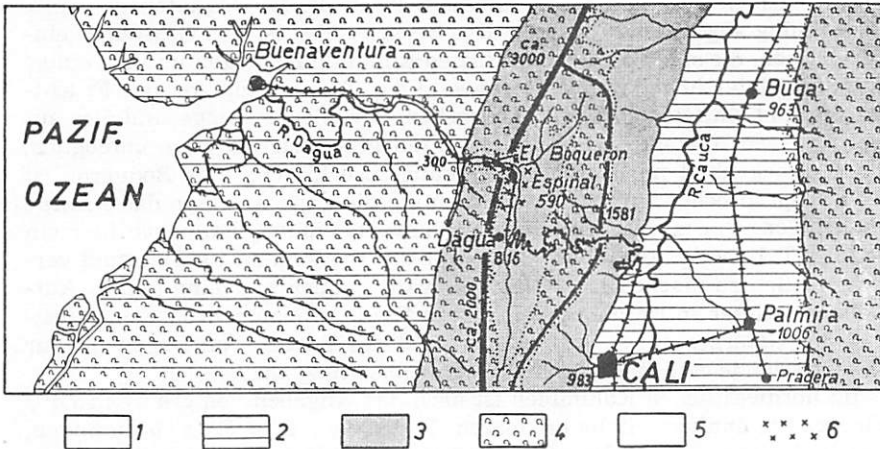 ca.
3000
Buenaventura
Buga
963
PAZIF.
OZEAN
R. Dagua
R. Cauca
300
EL Boqueron
Espinal
590
1581
Dagua
816
ca. 2600
Palmira
1006
983
CALI
Pradera
1 2 3 4 5 6